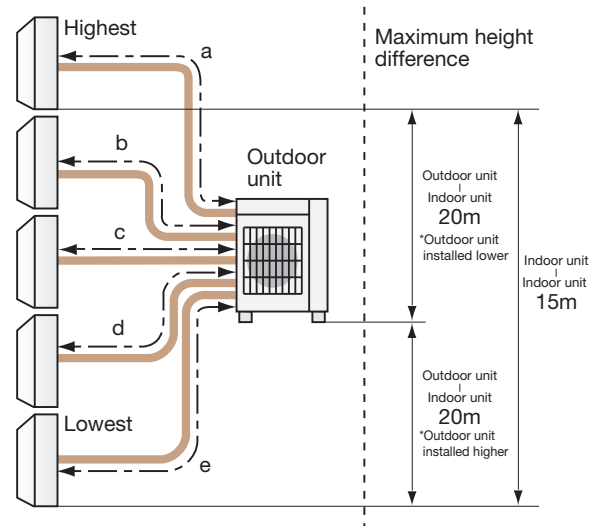 Highest
a
b
c
d
Lowest
e
Outdoor
unit
Maximum height
difference
Outdoor unit
Indoor unit
20m
*Outdoor unit
installed lower
Indoor unit
Indoor unit
15m
Outdoor unit
Indoor unit
20m
*Outdoor unit
installed higher